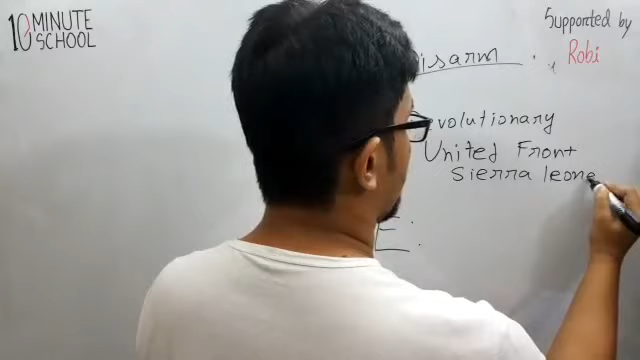 10 MINUTE
SCHOOL
Supported by
Robi
isarm
volutionary
United Front
Sierra leone
E: